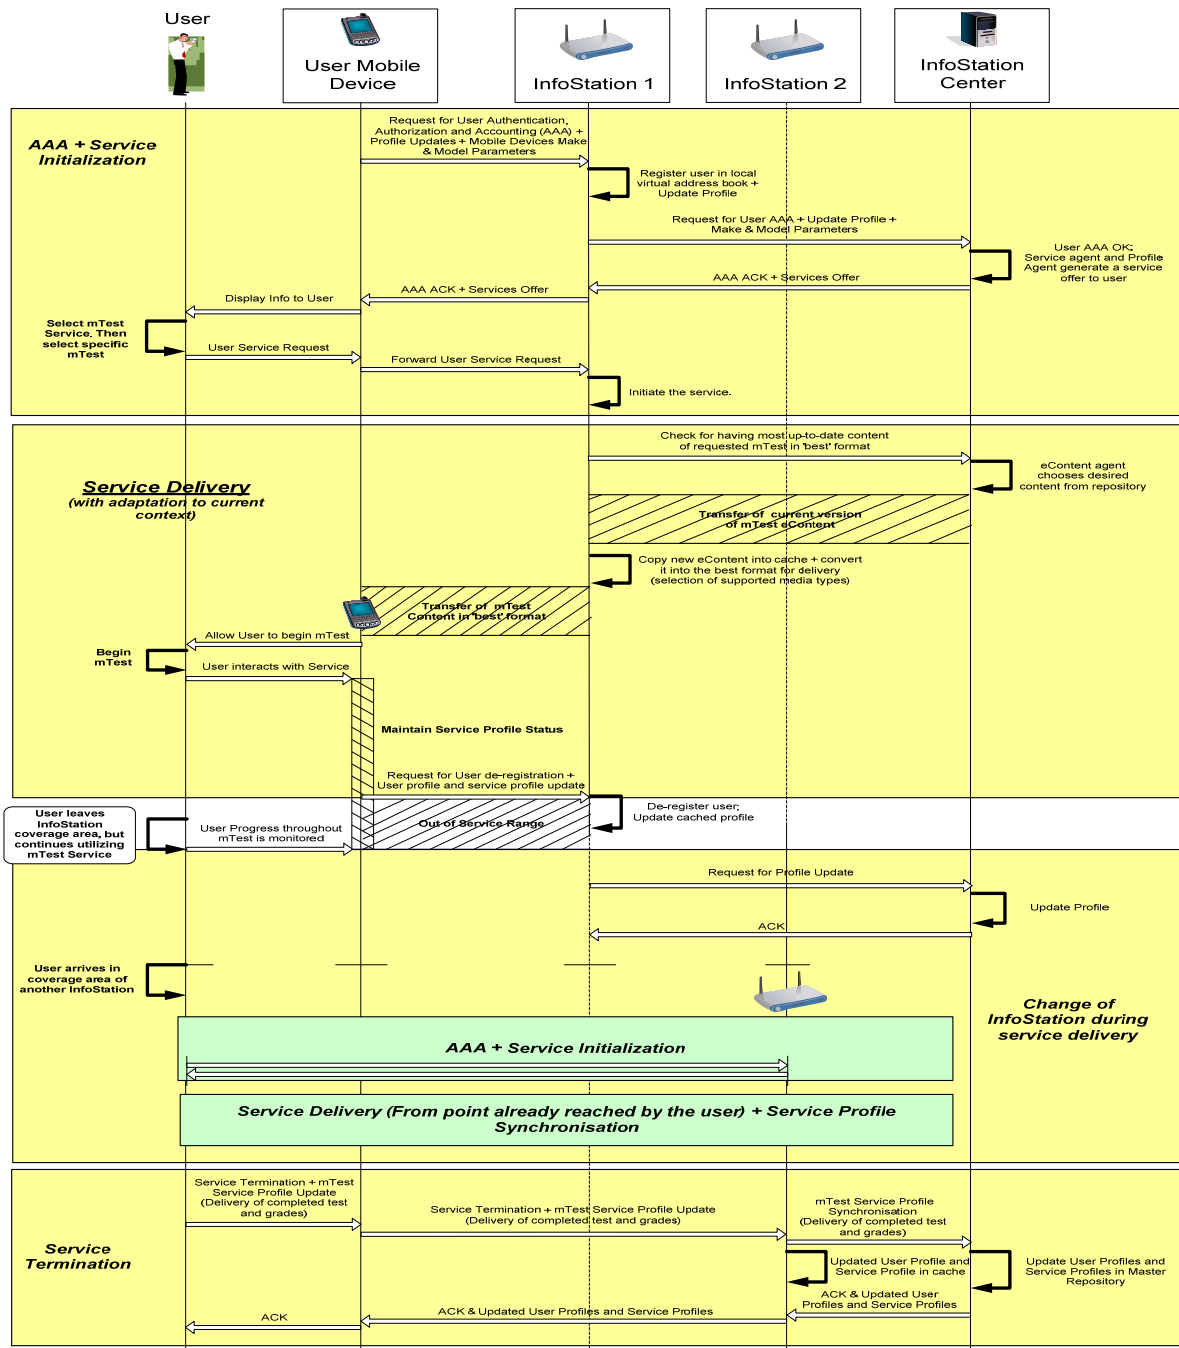 User
User Mobile
Device
InfoStation 1
InfoStation 2
InfoStation
Center
AAA + Service
Initialization
Request for User Authentication,
Authorization and Accounting (AAA) +
Profile Updates + Mobile Devices Make
& Model Parameters
Register user in local
virtual address book +
Update Profile
Request for User AAA + Update Profile +
Make & Model Parameters
User AAA OK;
Service agent and Profile
Agent generate a service
offer to user
AAA ACK + Services Offer
AAA ACK + Services Offer
Display Info to User
Select mTest
Service. Then
select specific
mTest
User Service Request
Forward User Service Request
Initiate the service.
Service Delivery
(with adaptation to current
context)
Check for having most up-to-date content
of requested mTest in 'best' format
eContent agent
chooses desired
content from repository
Transfer of current version
of mTest eContent
Copy new eContent into cache + convert
it into the best format for delivery
(selection of supported media types)
Transfer of mTest
Content in 'best' format
Allow User to begin mTest
Begin
mTest
User interacts with Service
Maintain Service Profile Status
Request for User de-registration +
User profile and service profile update
User leaves
InfoStation
coverage area, but
continues utilizing
mTest Service
User Progress throughout
mTest is monitored
Out of Service Range
De-register user;
Update cached profile
Request for Profile Update
Update Profile
ACK
User arrives in
coverage area of
another InfoStation
Change of
InfoStation during
service delivery
AAA + Service Initialization
Service Delivery (From point already reached by the user) + Service Profile
Synchronisation
Service
Termination
Service Termination + mTest
Service Profile Update
(Delivery of completed test
and grades)
Service Termination + mTest Service Profile Update
(Delivery of completed test and grades)
mTest Service Profile
Synchronisation
(Delivery of completed test
and grades)
Updated User Profile and
Service Profile in cache
Update User Profiles and
Service Profiles in Master
Repository
ACK & Updated User
Profiles and Service Profiles
ACK & Updated User Profiles and Service Profiles
ACK